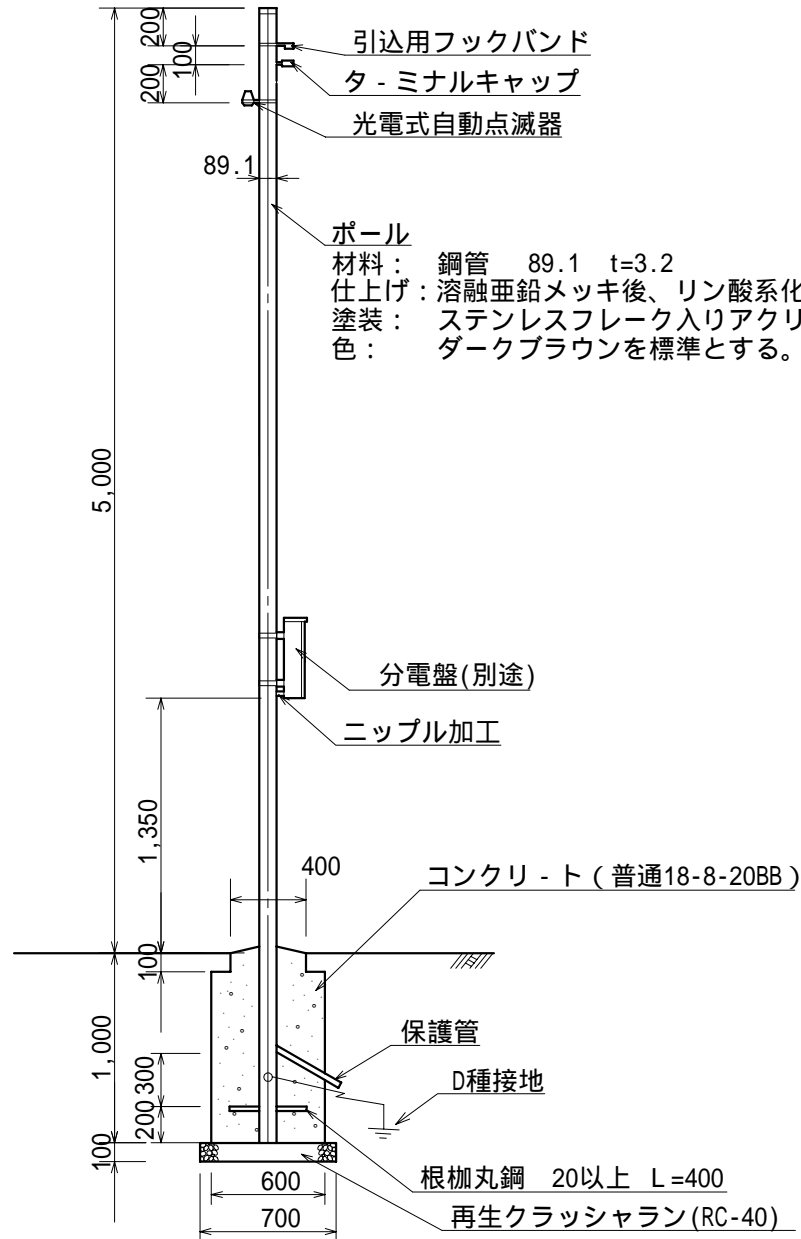 200
100
200
引込用フックバンド
タ-ミナルキャップ
光電式自動点滅器
89.1
ポール
材料： 鋼管 89.1 t=3.2
仕上げ：溶融亜鉛メッキ後、リン酸系化
塗装： ステンレスフレーク入りアクリ
色： ダークブラウンを標準とする。
5,000
分電盤(別途)
ニップル加工
1,350
400
コンクリ-ト（普通18-8-20BB）
100
1,000
300
200
100
保護管
D種接地
根枷丸鋼 20以上 L=400
再生クラッシャラン(RC-40)
600
700